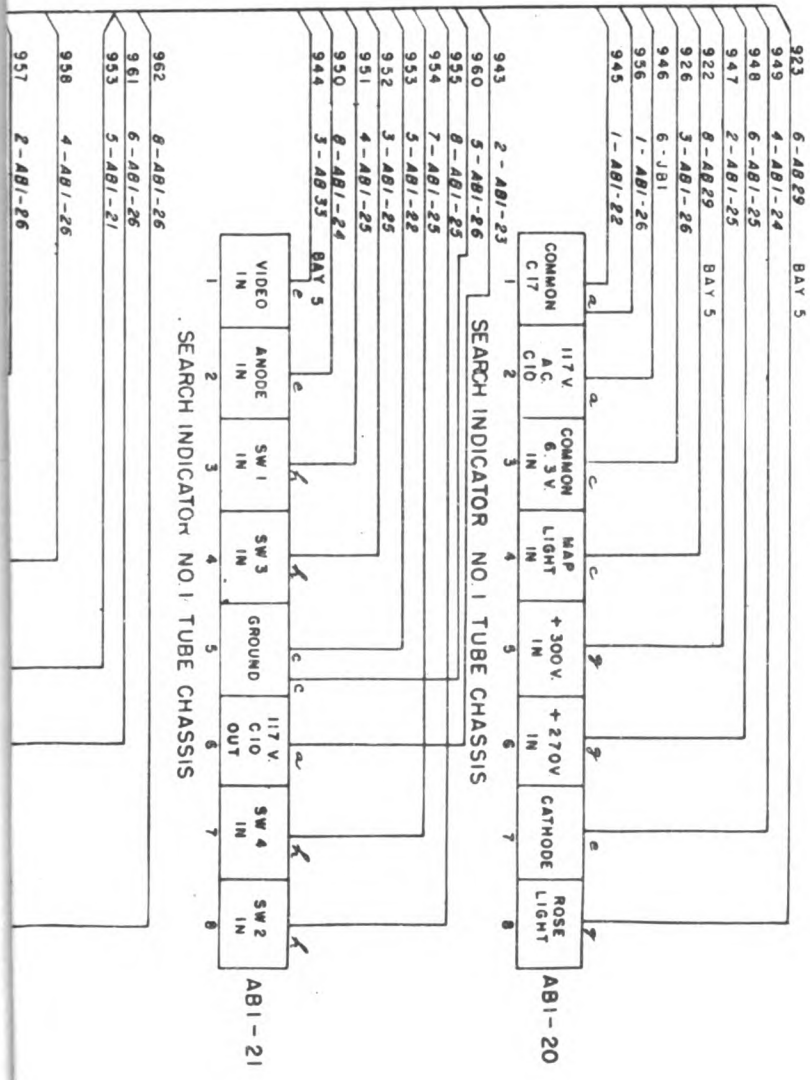 923 6-AB29 BAY 5
949 4-AB1-24
948 6-AB1-25
947 2-AB1-25
922 8-AB29 BAY 5
926 3-AB1-26
946 6-JB1
956 1-AB1-26
945 1-AB1-22
a a c c g g e g
COMMON C17
117 V. AC. C10
COMMON 6.3V. IN
MAP LIGHT IN
+300V. IN
+270V IN
CATHODE
ROSE LIGHT
AB1-20
1 2 3 4 5 6 7 8
SEARCH INDICATOR NO.1 TUBE CHASSIS
943 2-AB1-23
960 5-AB1-26
955 8-AB1-25
954 7-AB1-25
953 5-AB1-22
952 3-AB1-25
951 4-AB1-25
950 8-AB1-24
944 3-AB33 BAY 5
e e h h c c a h h
VIDEO IN
ANODE IN
SW 1 IN
SW 3 IN
GROUND
117 V. C10 OUT
SW 4 IN
SW 2 IN
AB1-21
1 2 3 4 5 6 7 8
SEARCH INDICATOR NO.1 TUBE CHASSIS
962 8-AB1-26
961 6-AB1-26
953 5-AB1-21
958 4-AB1-26
957 2-AB1-26